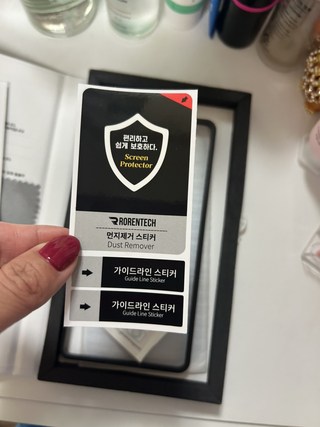 편리하고
쉽게 보호하다.
Screen
Protector
RORENTECH
먼지제거 스티커
Dust Remover
가이드라인 스티커
Guide Line Sticker
가이드라인 스티커
Guide Line Sticker